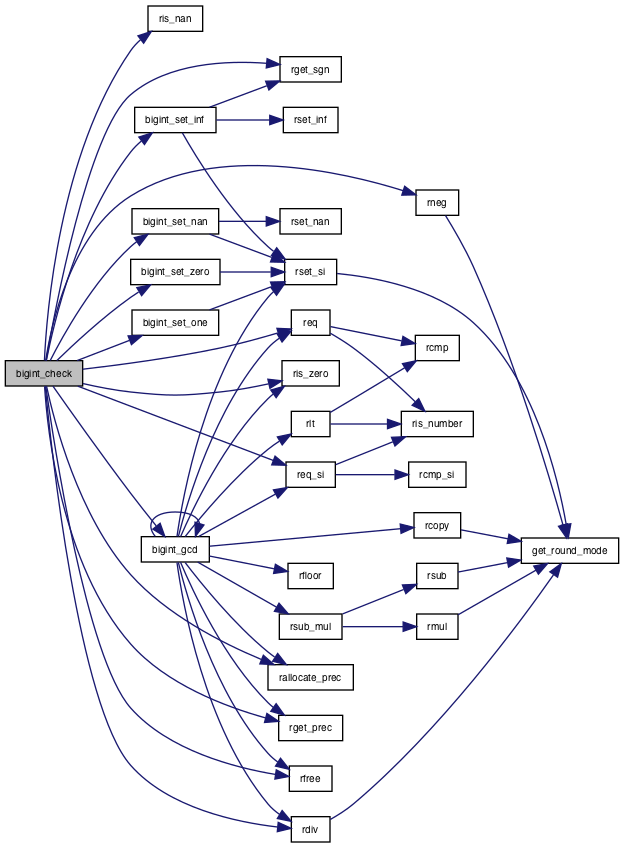 ris_nan
rget_sgn
bigint_set_inf
rset_inf
rneg
bigint_set_nan
rset_nan
bigint_set_zero
rset_si
bigint_set_one
req
rcmp
bigint_check
ris_zero
rlt
ris_number
req_si
rcmp_si
rcopy
bigint_gcd
get_round_mode
rfloor
rsub
rsub_mul
rmul
rallocate_prec
rget_prec
rfree
rdiv